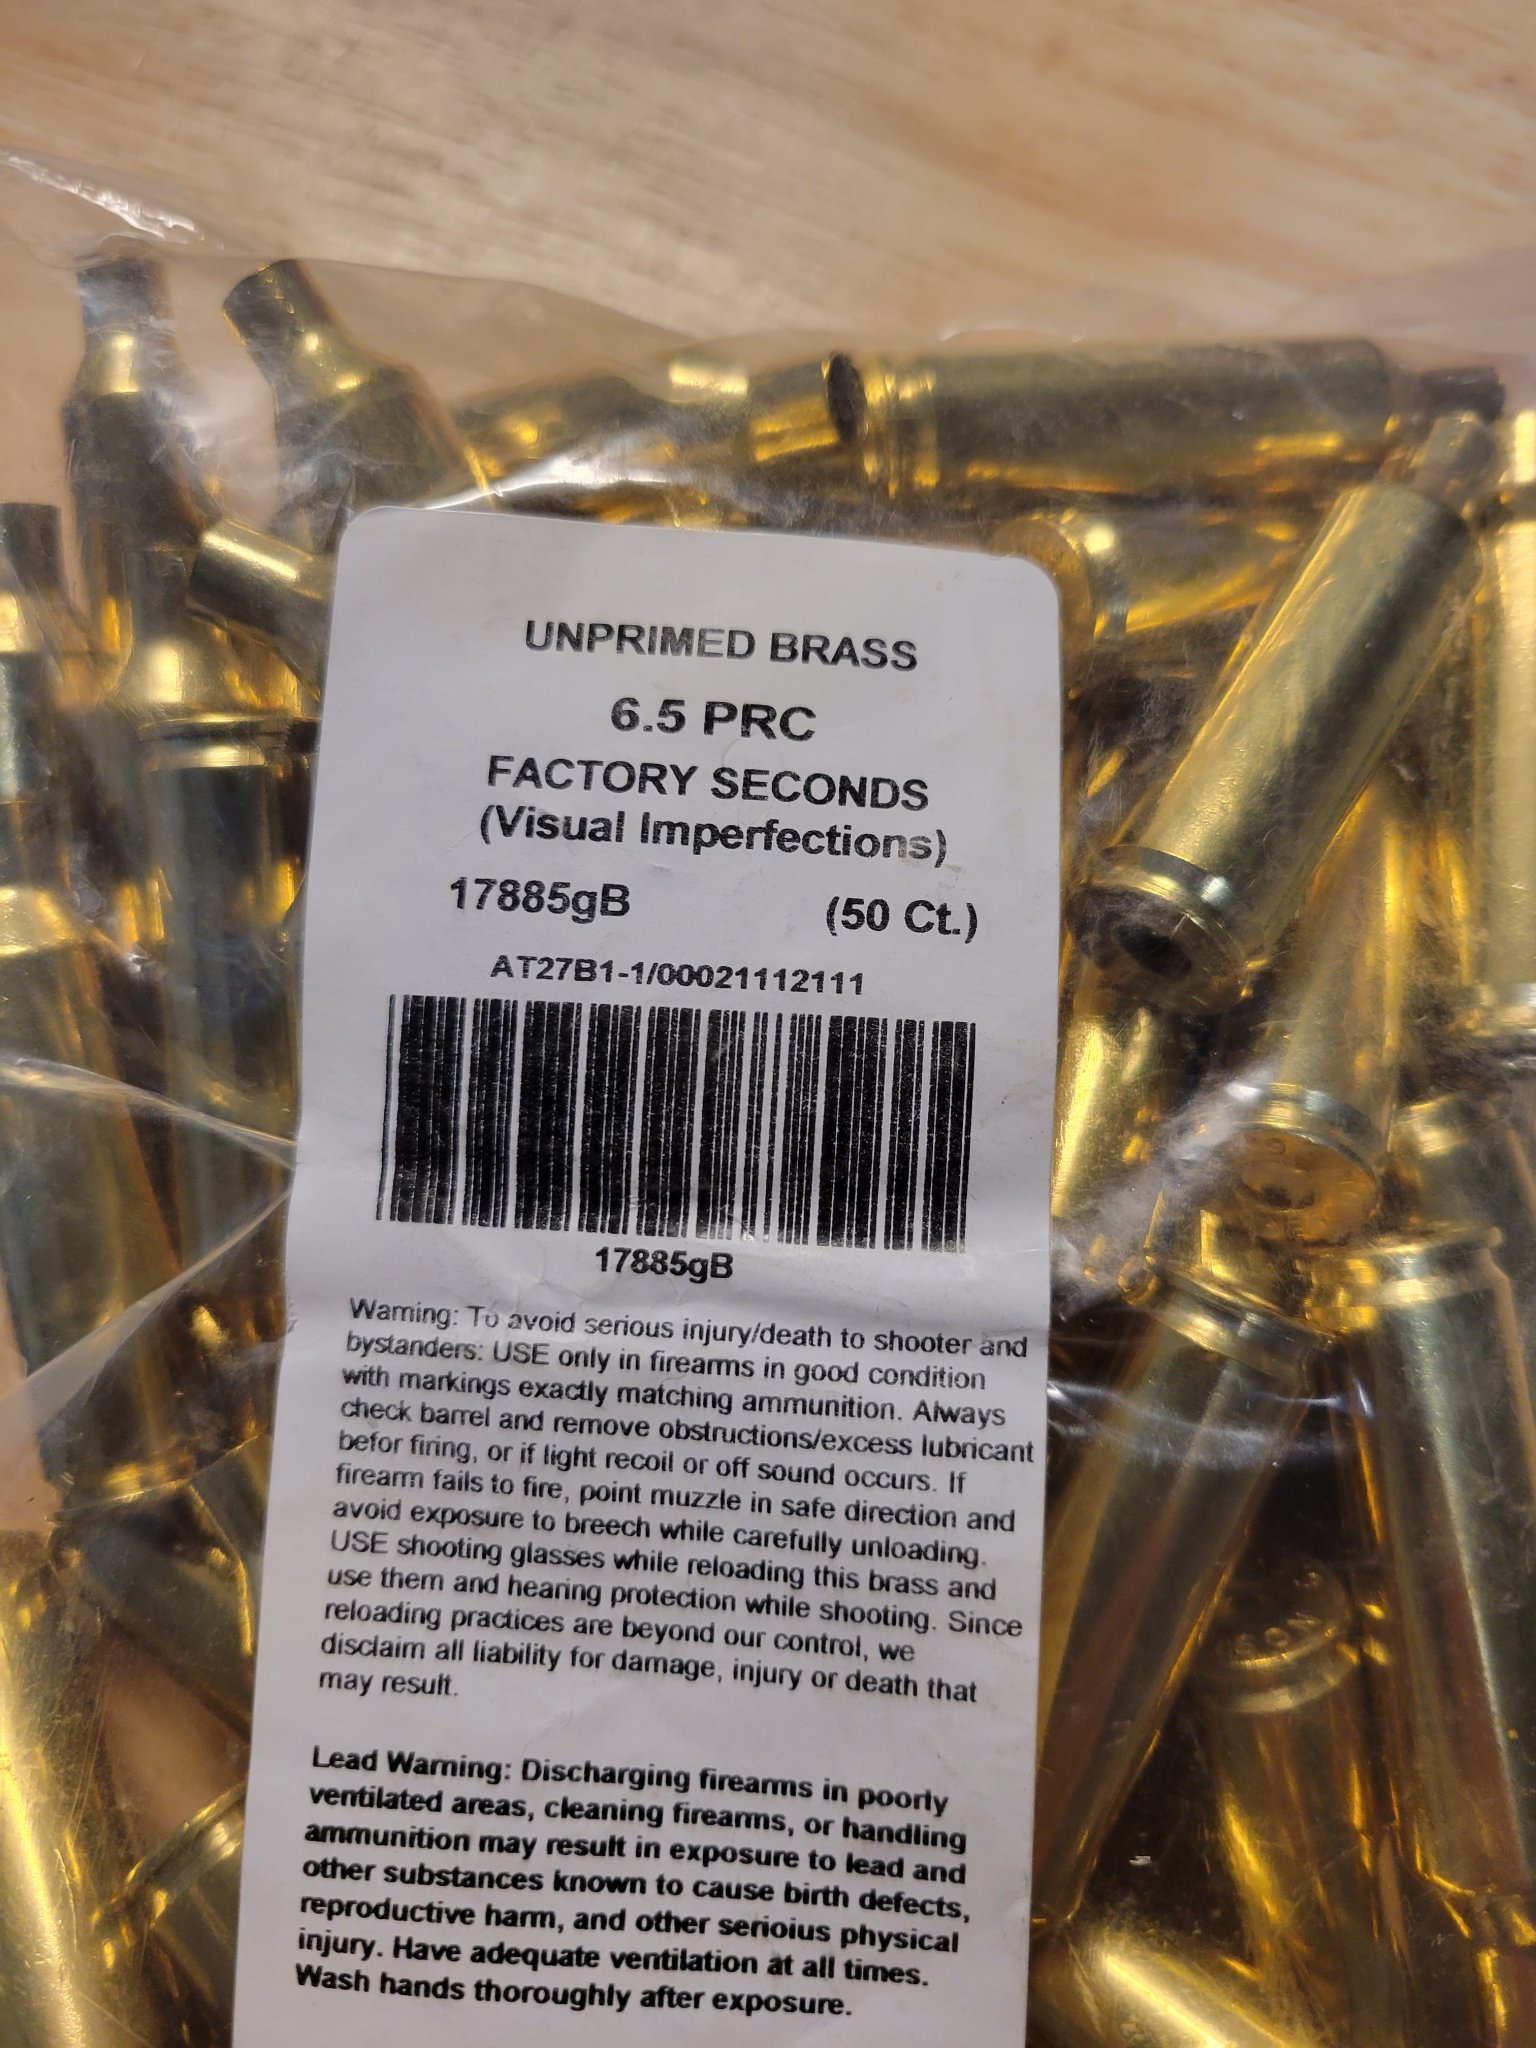 UNPRIMED BRASS
6.5 PRC
FACTORY SECONDS
(Visual Imperfections)
17885gB (50 Ct.)
AT27B1-1/00021112111
17885gB
Warning: To avoid serious injury/death to shooter and
bystanders: USE only in firearms in good condition
with markings exactly matching ammunition. Always
check barrel and remove obstructions/excess lubricant
befor firing, or if light recoil or off sound occurs. If
firearm fails to fire, point muzzle in safe direction and
avoid exposure to breech while carefully unloading.
USE shooting glasses while reloading this brass and
use them and hearing protection while shooting. Since
reloading practices are beyond our control, we
disclaim all liability for damage, injury or death that
may result.
Lead Warning: Discharging firearms in poorly
ventilated areas, cleaning firearms, or handling
ammunition may result in exposure to lead and
other substances known to cause birth defects,
reproductive harm, and other serioius physical
injury. Have adequate ventilation at all times.
Wash hands thoroughly after exposure.